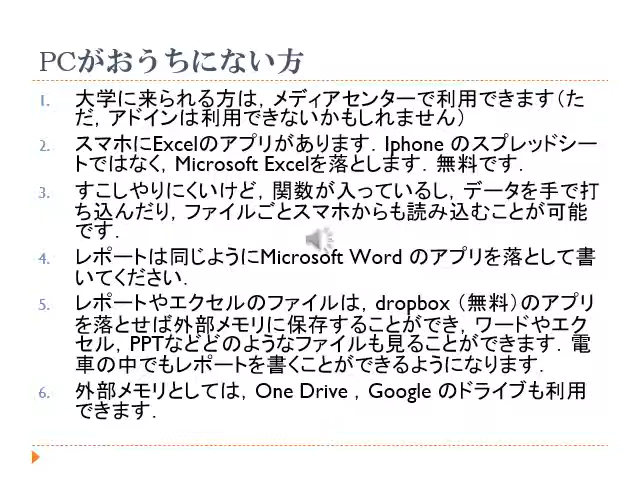 PCがおうちにない方
1. 大学に来られる方は，メディアセンターで利用できます（た
だ，アドインは利用できないかもしれません）
2. スマホにExcelのアプリがあります．Iphone のスプレッドシー
トではなく，Microsoft Excelを落とします．無料です．
3. すこしやりにくいけど，関数が入っているし，データを手で打
ち込んだり，ファイルごとスマホからも読み込むことが可能
です．
4. レポートは同じようにMicrosoft Word のアプリを落として書
いてください．
5. レポートやエクセルのファイルは，dropbox（無料）のアプリ
を落とせば外部メモリに保存することができ，ワードやエク
セル，PPTなどどのようなファイルも見ることができます．電
車の中でもレポートを書くことができるようになります．
6. 外部メモリとしては，One Drive，Google のドライブも利用
できます．